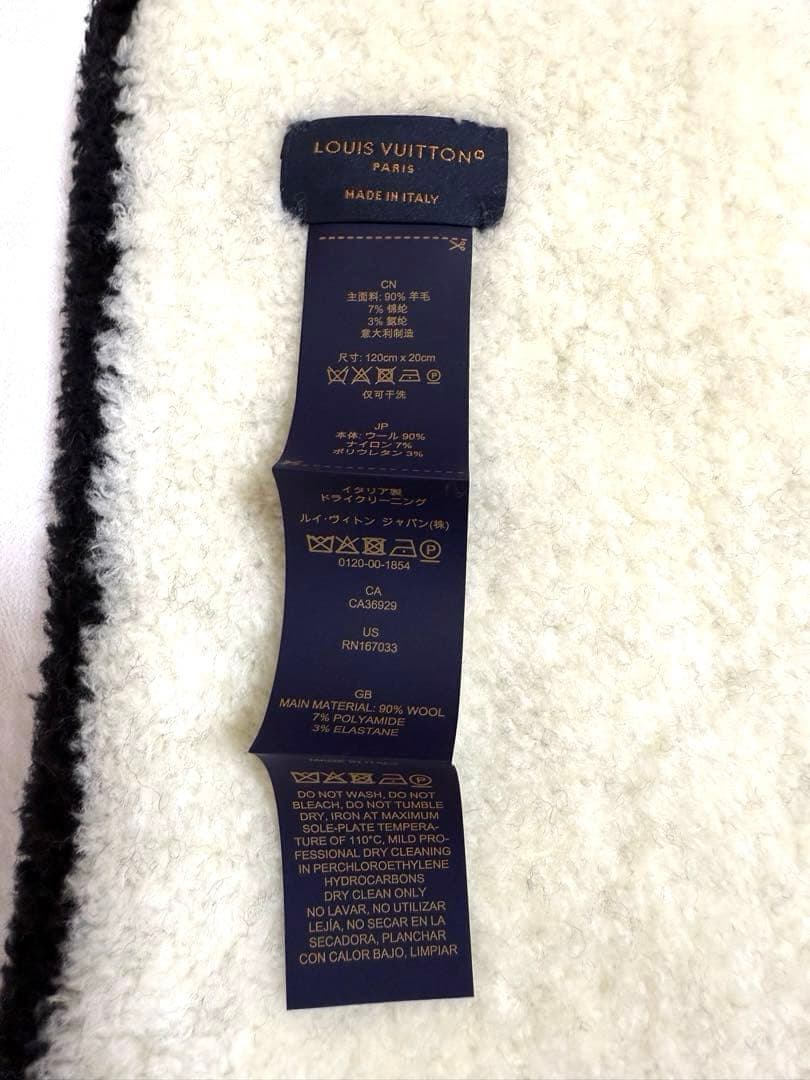 LOUIS VUITTON
PARIS
MADE IN ITALY
CN
主面料: 90% 羊毛
7% 锦纶
3% 氨纶
意大利制造
尺寸: 120cm x 20cm
P
仅可干洗
JP
本体: ウール 90%
ナイロン 7%
ポリウレタン 3%
イタリア製
ドライクリーニング
ルイ・ヴィトン ジャパン(株)
P
0120-00-1854
CA
CA36929
US
RN167033
GB
MAIN MATERIAL: 90% WOOL
7% POLYAMIDE
3% ELASTANE
MADE IN ITALY
P
DO NOT WASH, DO NOT
BLEACH, DO NOT TUMBLE
DRY, IRON AT MAXIMUM
SOLE-PLATE TEMPERA-
TURE OF 110°C, MILD PRO-
FESSIONAL DRY CLEANING
IN PERCHLOROETHYLENE
HYDROCARBONS
DRY CLEAN ONLY
NO LAVAR, NO UTILIZAR
LEJÍA, NO SECAR EN LA
SECADORA, PLANCHAR
CON CALOR BAJO, LIMPIAR